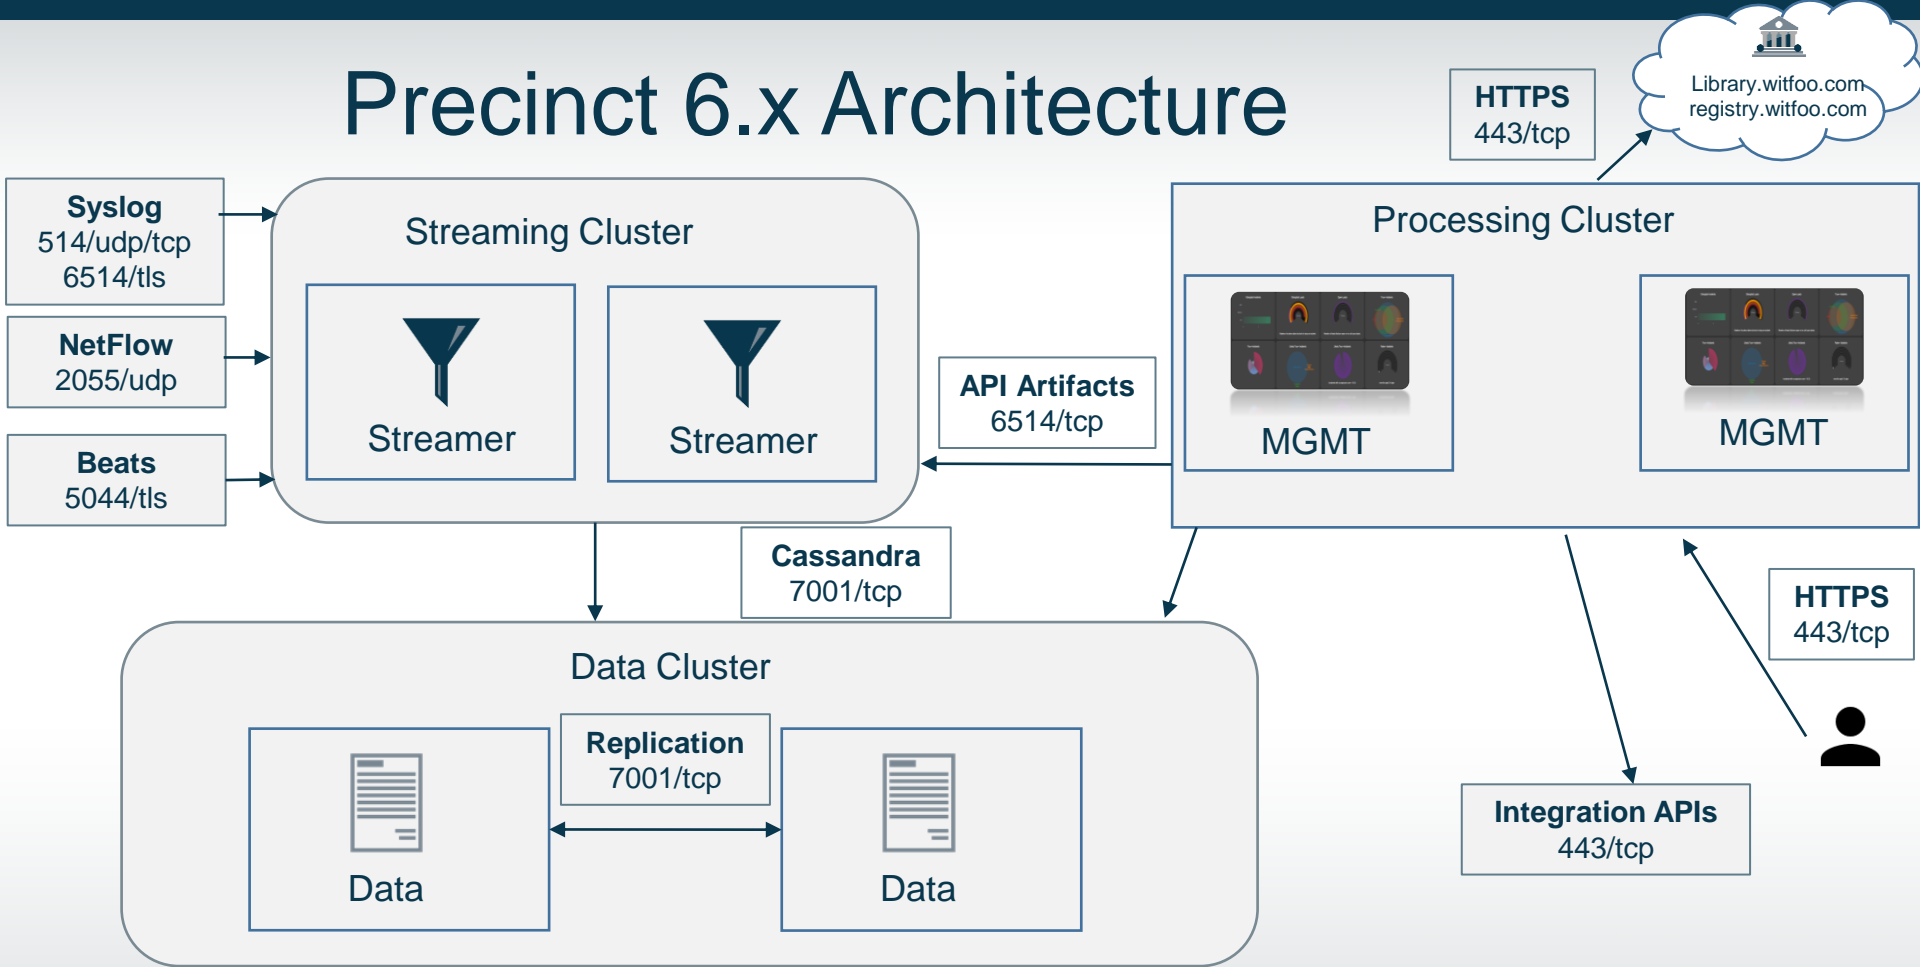 Precinct 6.x Architecture
Library.witfoo.com
registry.witfoo.com
HTTPS
443/tcp
Syslog
514/udp/tcp
6514/tls
NetFlow
2055/udp
Beats
5044/tls
Streaming Cluster
Streamer
Streamer
API Artifacts
6514/tcp
Processing Cluster
MGMT
MGMT
Cassandra
7001/tcp
HTTPS
443/tcp
Data Cluster
Replication
7001/tcp
Data
Data
Integration APIs
443/tcp